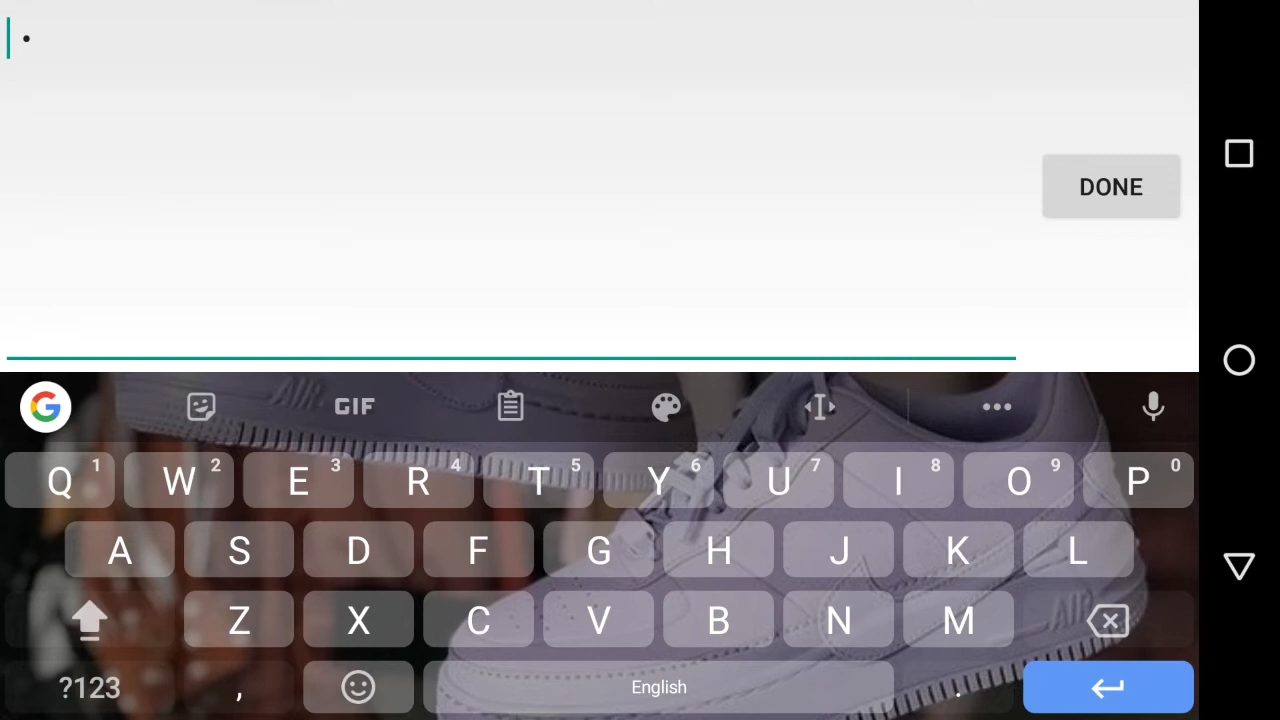 •
DONE
GIF
Q 1 W 2 E 3 R 4 T 5 Y 6 U 7 I 8 O 9 P 0
A S D F G H J K L
Z X C V B N M
?123 , English .